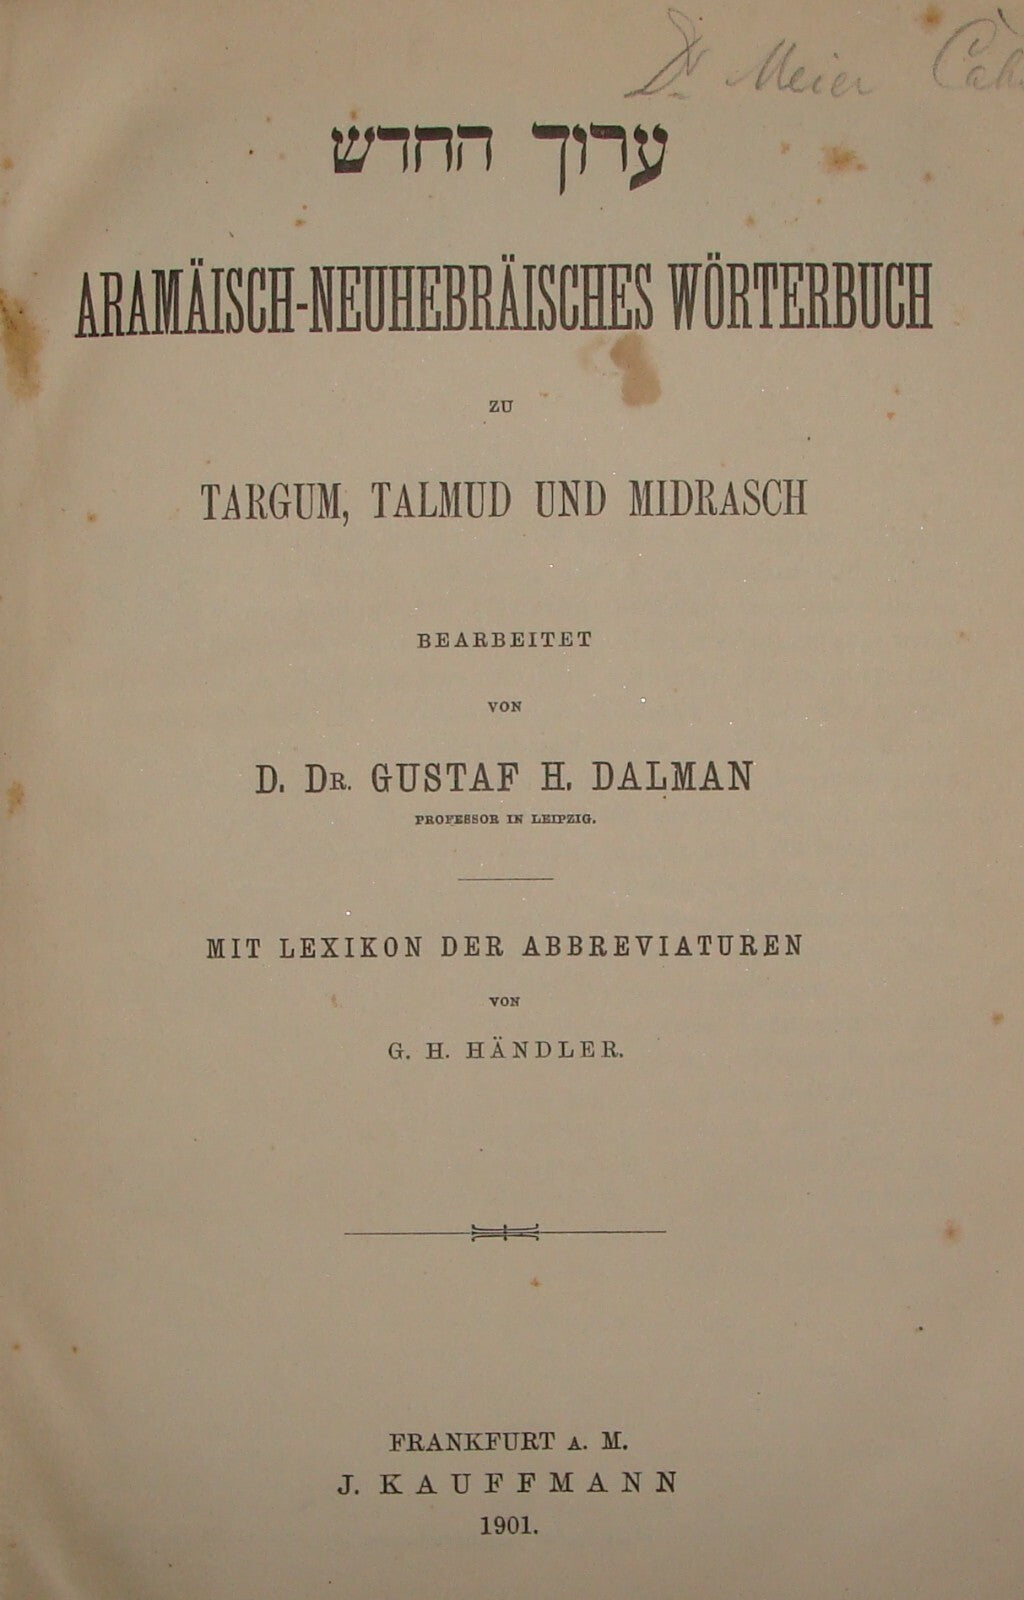 Dr Meier
ערוך החדש
ARAMÄISCH-NEUHEBRÄISCHES WÖRTERBUCH
ZU
TARGUM, TALMUD UND MIDRASCH
BEARBEITET
VON
D. DR. GUSTAF H. DALMAN
PROFESSOR IN LEIPZIG.
MIT LEXIKON DER ABBREVIATUREN
VON
G. H. HÄNDLER.
FRANKFURT A. M.
J. KAUFFMANN
1901.